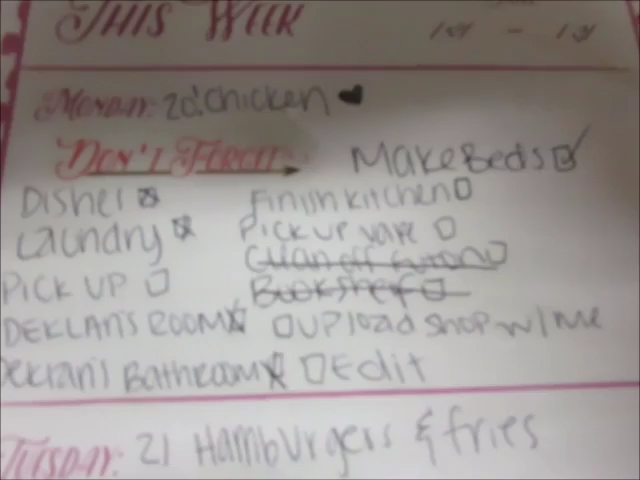 THIS WEEK
MONDAY: 20 Chicken
DON'T FORGET
Make Beds
Dishes
Finish Kitchen
Laundry
Pick up
PICK UP
DEKLAN'S ROOM
Bookshelf
UPload shop w/ me
Deklan's Bathroom
Edit
TUESDAY: 21 Hamburgers & fries